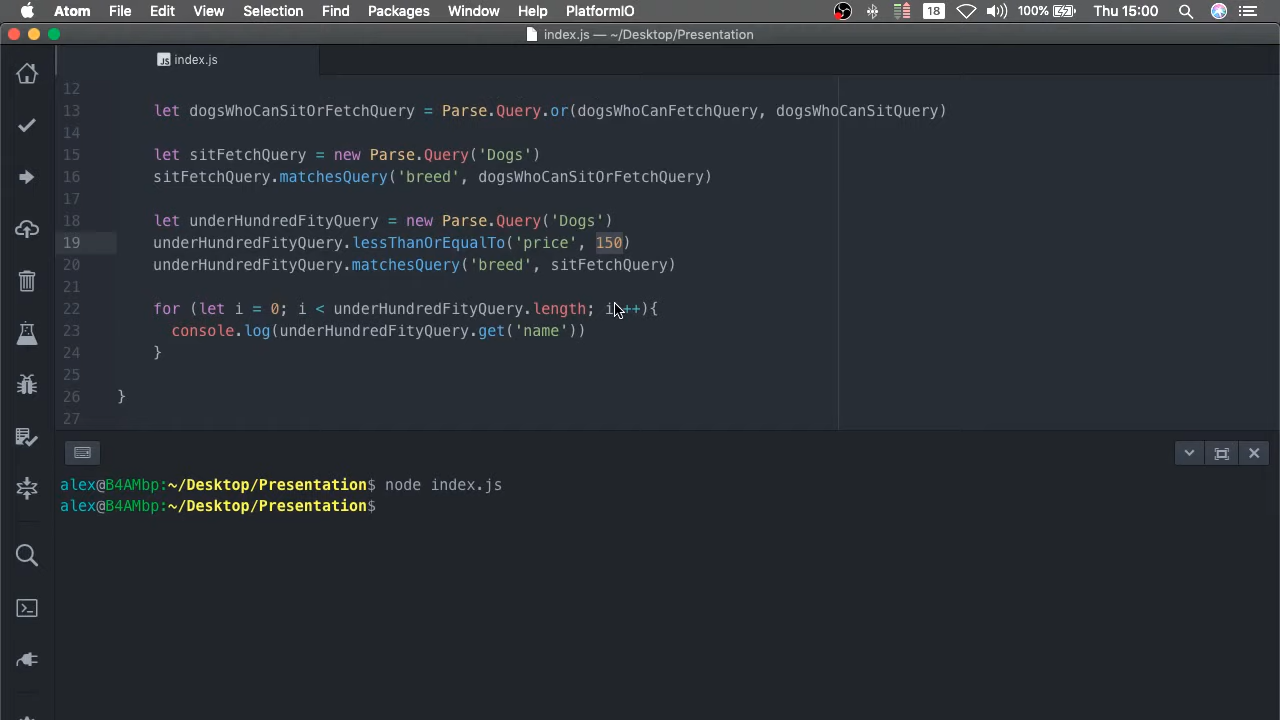 Atom File Edit View Selection Find Packages Window Help PlatformIO 18 100% Thu 15:00
index.js — ~/Desktop/Presentation
JS index.js
12
13 let dogsWhoCanSitOrFetchQuery = Parse.Query.or(dogsWhoCanFetchQuery, dogsWhoCanSitQuery)
14
15 let sitFetchQuery = new Parse.Query('Dogs')
16 sitFetchQuery.matchesQuery('breed', dogsWhoCanSitOrFetchQuery)
17
18 let underHundredFityQuery = new Parse.Query('Dogs')
19 underHundredFityQuery.lessThanOrEqualTo('price', 150)
20 underHundredFityQuery.matchesQuery('breed', sitFetchQuery)
21
22 for (let i = 0; i < underHundredFityQuery.length; i ++){
23 console.log(underHundredFityQuery.get('name'))
24 }
25
26 }
27
alex@B4AMbp:~/Desktop/Presentation$ node index.js
alex@B4AMbp:~/Desktop/Presentation$